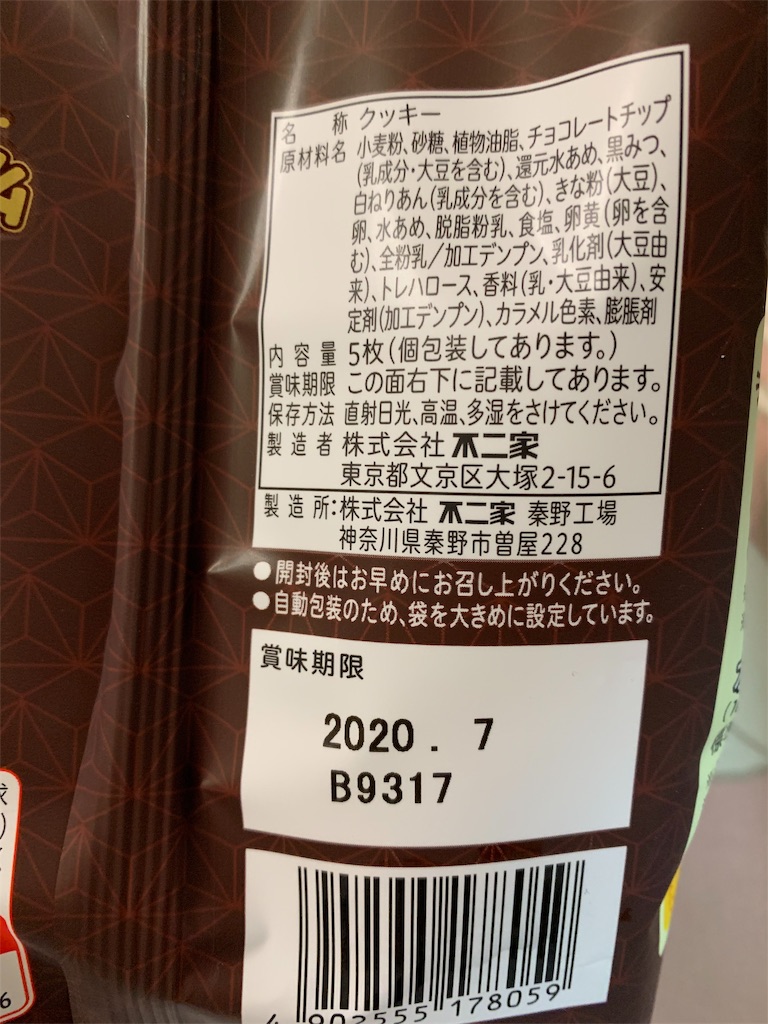 名称 クッキー
原材料名 小麦粉、砂糖、植物油脂、チョコレートチップ
(乳成分・大豆を含む)、還元水あめ、黒みつ、
白ねりあん(乳成分を含む)、きな粉(大豆)、
卵、水あめ、脱脂粉乳、食塩、卵黄(卵を含
む)、全粉乳/加工デンプン、乳化剤(大豆由
来)、トレハロース、香料(乳・大豆由来)、安
定剤(加工デンプン)、カラメル色素、膨脹剤
内容量 5枚(個包装してあります。)
賞味期限 この面右下に記載してあります。
保存方法 直射日光、高温、多湿をさけてください。
製造者 株式会社 不二家
東京都文京区大塚2-15-6
製造所:株式会社 不二家 秦野工場
神奈川県秦野市曽屋228
●開封後はお早めにお召し上がりください。
●自動包装のため、袋を大きめに設定しています。
賞味期限
2020. 7
B9317
4 902555 178059